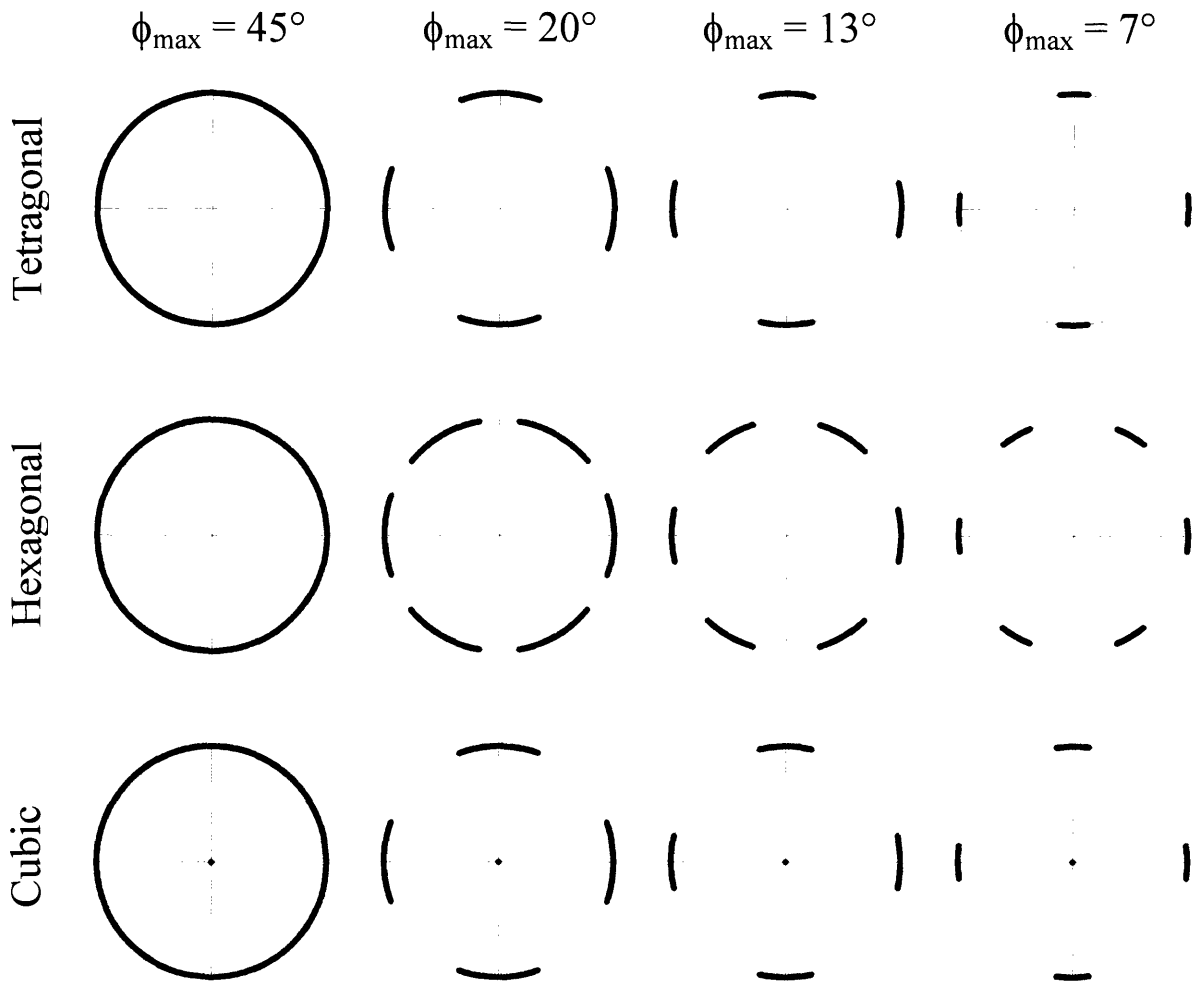 ϕmax = 45° ϕmax = 20° ϕmax = 13° ϕmax = 7°
Tetragonal
Hexagonal
Cubic